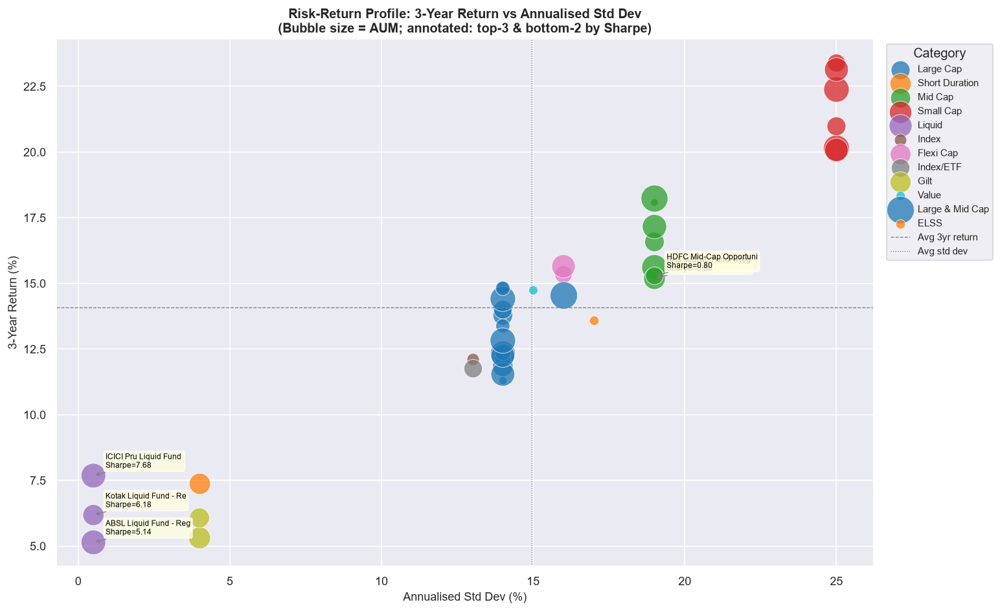 Risk-Return Profile: 3-Year Return vs Annualised Std Dev
(Bubble size = AUM; annotated: top-3 & bottom-2 by Sharpe)
3-Year Return (%)
22.5
20.0
17.5
15.0
12.5
10.0
7.5
5.0
HDFC Mid-Cap Opportuni
Sharpe=0.80
ICICI Pru Liquid Fund
Sharpe=7.68
Kotak Liquid Fund - Re
Sharpe=6.18
ABSL Liquid Fund - Reg
Sharpe=5.14
0
5
10
15
20
25
Annualised Std Dev (%)
Category
Large Cap
Short Duration
Mid Cap
Small Cap
Liquid
Index
Flexi Cap
Index/ETF
Gilt
Value
Large & Mid Cap
ELSS
Avg 3yr return
Avg std dev